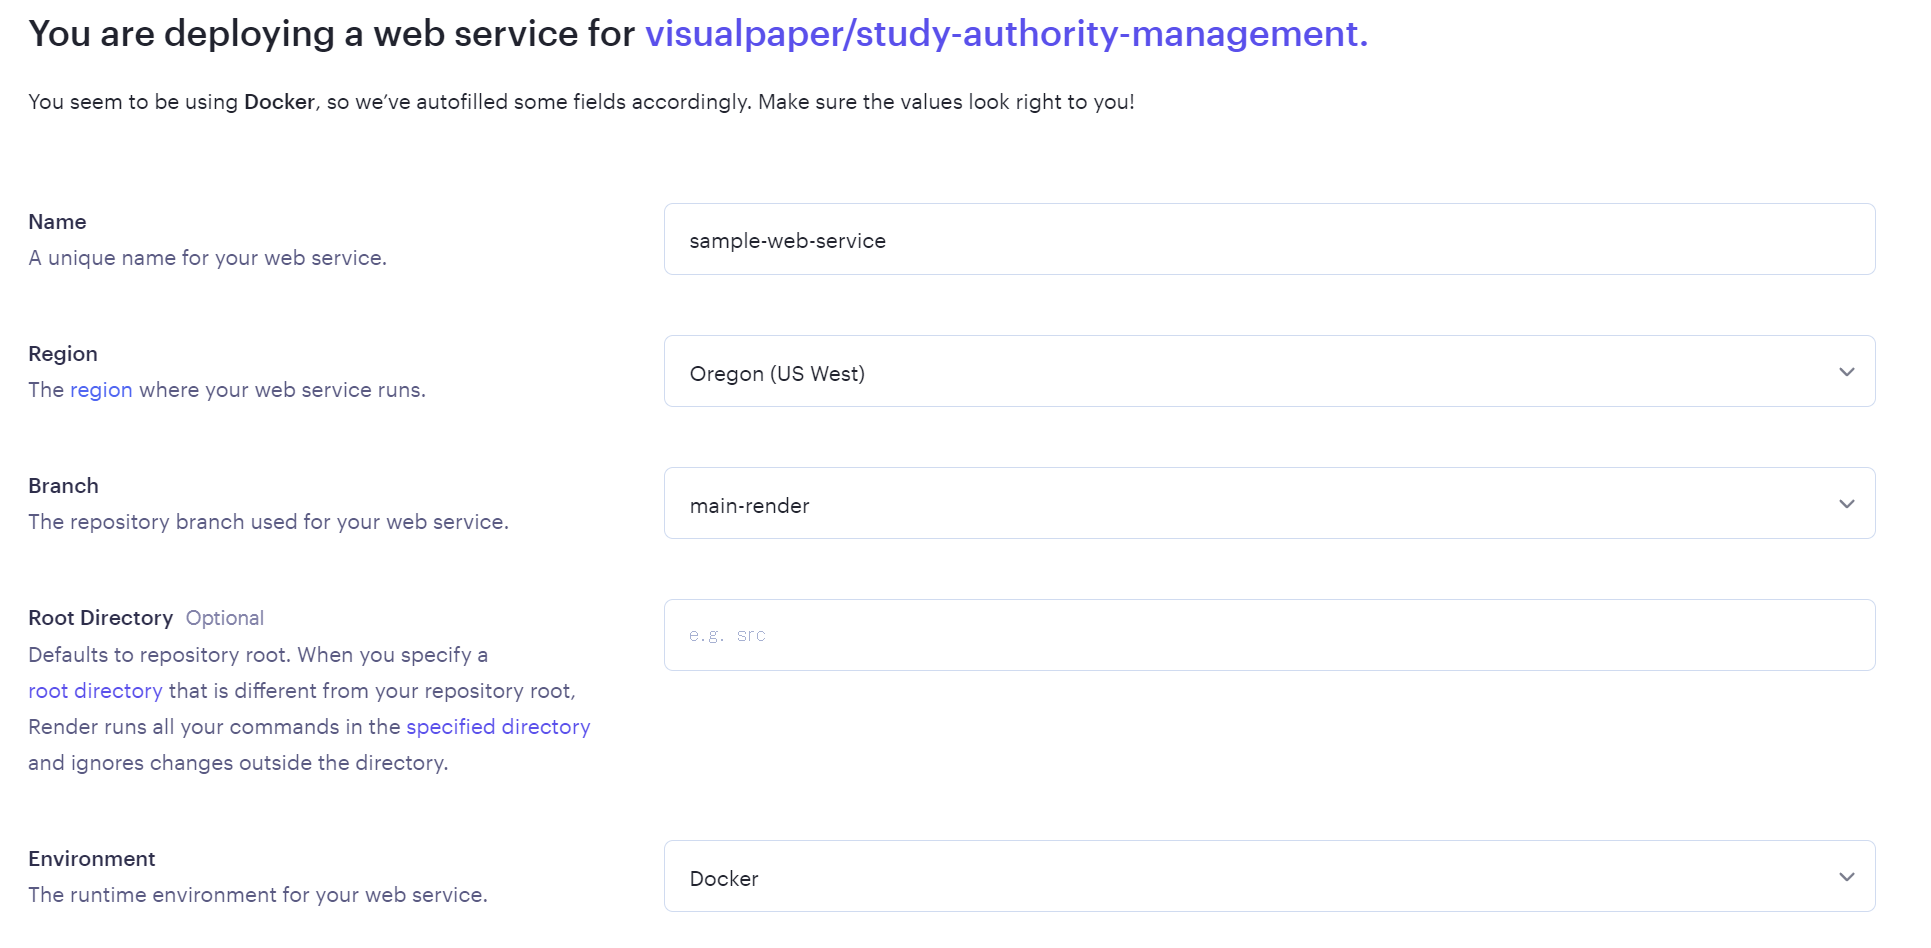 You are deploying a web service for visualpaper/study-authority-management.
You seem to be using Docker, so we’ve autofilled some fields accordingly. Make sure the values look right to you!
Name
A unique name for your web service.
sample-web-service
Region
The region where your web service runs.
Oregon (US West)
Branch
The repository branch used for your web service.
main-render
Root Directory Optional
Defaults to repository root. When you specify a
root directory that is different from your repository root,
Render runs all your commands in the specified directory
and ignores changes outside the directory.
e.g. src
Environment
The runtime environment for your web service.
Docker